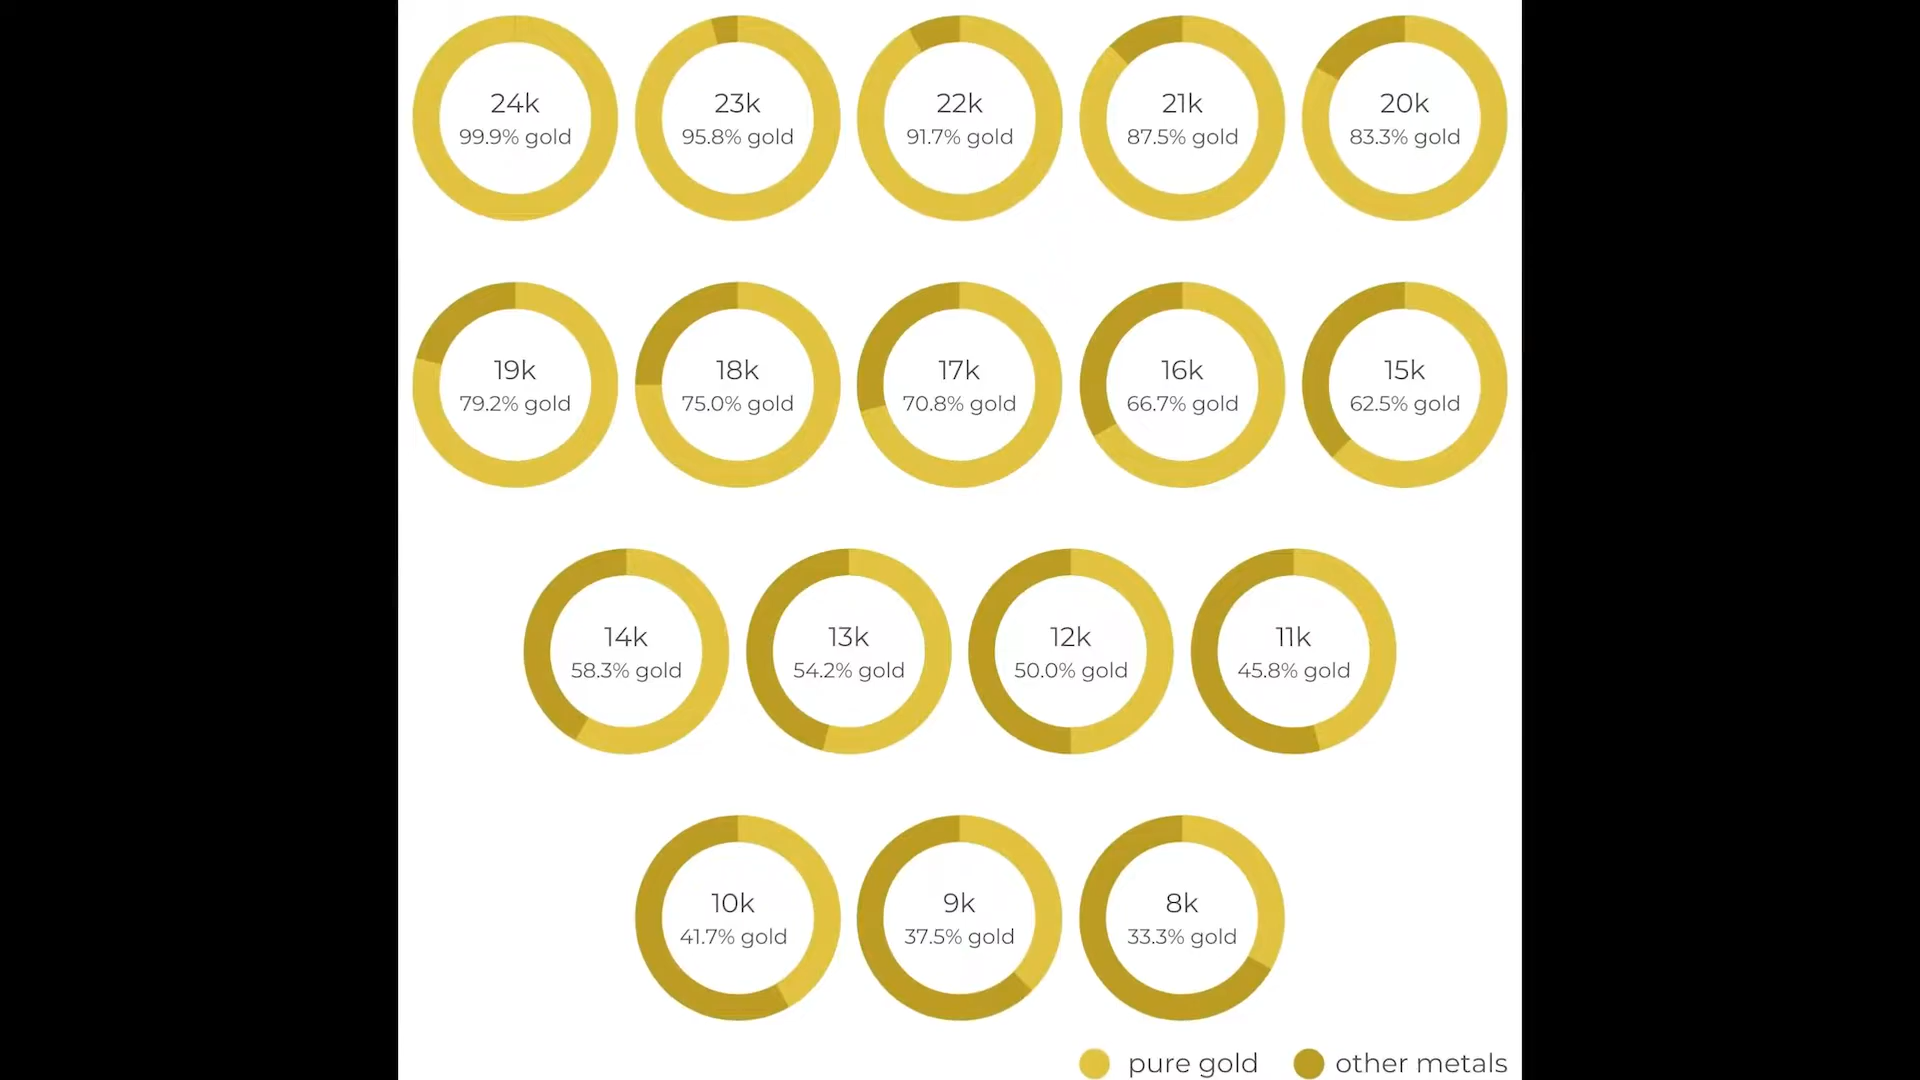 24k
99.9% gold
23k
95.8% gold
22k
91.7% gold
21k
87.5% gold
20k
83.3% gold
19k
79.2% gold
18k
75.0% gold
17k
70.8% gold
16k
66.7% gold
15k
62.5% gold
14k
58.3% gold
13k
54.2% gold
12k
50.0% gold
11k
45.8% gold
10k
41.7% gold
9k
37.5% gold
8k
33.3% gold
pure gold
other metals